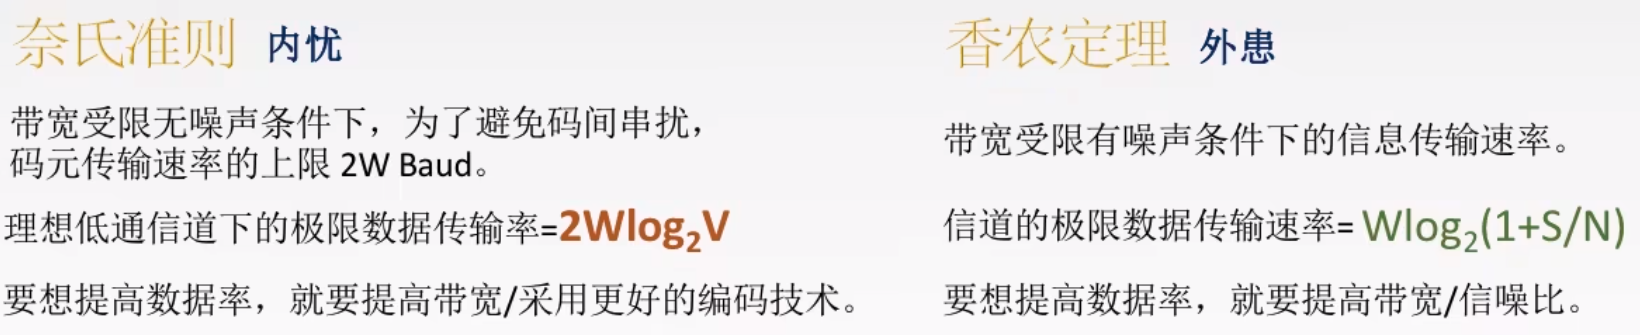 奈氏准则 内忧
带宽受限无噪声条件下，为了避免码间串扰，
码元传输速率的上限 2W Baud。
理想低通信道下的极限数据传输率=2Wlog₂V
要想提高数据率，就要提高带宽/采用更好的编码技术。
香农定理 外患
带宽受限有噪声条件下的信息传输速率。
信道的极限数据传输速率= Wlog₂(1+S/N)
要想提高数据率，就要提高带宽/信噪比。